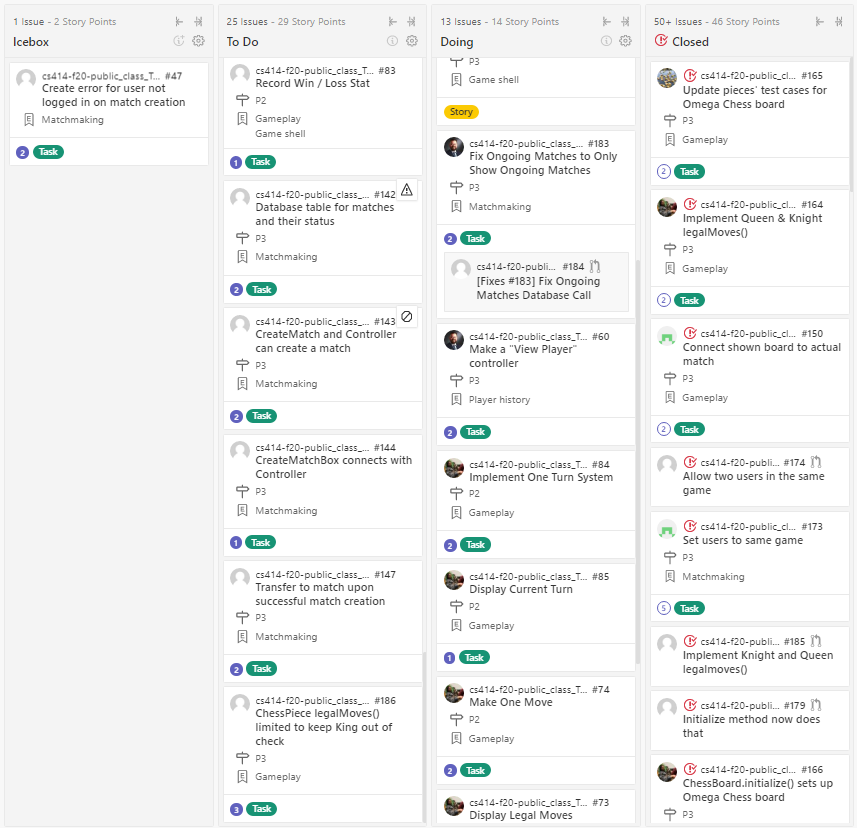 1 Issue - 2 Story Points
Icebox
cs414-f20-public_class_T... #47
Create error for user not
logged in on match creation
Matchmaking
2 Task
25 Issues - 29 Story Points
To Do
cs414-f20-public_class_T... #83
Record Win / Loss Stat
P2
Gameplay
Game shell
1 Task
cs414-f20-public_class_... #142
Database table for matches
and their status
P3
Matchmaking
2 Task
cs414-f20-public_class_... #143
CreateMatch and Controller
can create a match
P3
Matchmaking
2 Task
cs414-f20-public_class_... #144
CreateMatchBox connects with
Controller
P3
Matchmaking
1 Task
cs414-f20-public_class_... #147
Transfer to match upon
successful match creation
P3
Matchmaking
2 Task
cs414-f20-public_class_... #186
ChessPiece legalMoves()
limited to keep King out of
check
P3
Gameplay
3 Task
13 Issues - 14 Story Points
Doing
P3
Game shell
Story
cs414-f20-public_class_... #183
Fix Ongoing Matches to Only
Show Ongoing Matches
P3
Matchmaking
2 Task
cs414-f20-publi... #184
[Fixes #183] Fix Ongoing
Matches Database Call
cs414-f20-public_class_T... #60
Make a "View Player"
controller
P3
Player history
2 Task
cs414-f20-public_class_T... #84
Implement One Turn System
P2
Gameplay
2 Task
cs414-f20-public_class_T... #85
Display Current Turn
P2
Gameplay
1 Task
cs414-f20-public_class_T... #74
Make One Move
P2
Gameplay
2 Task
cs414-f20-public_class_T... #73
Display Legal Moves
50+ Issues - 46 Story Points
Closed
cs414-f20-public_cl... #165
Update pieces' test cases for
Omega Chess board
P3
Gameplay
2 Task
cs414-f20-public_cl... #164
Implement Queen & Knight
legalMoves()
P3
Gameplay
2 Task
cs414-f20-public_cl... #150
Connect shown board to actual
match
P3
Gameplay
2 Task
cs414-f20-publi... #174
Allow two users in the same
game
cs414-f20-public_cl... #173
Set users to same game
P3
Matchmaking
5 Task
cs414-f20-publi... #185
Implement Knight and Queen
legalmoves()
cs414-f20-publi... #179
Initialize method now does
that
cs414-f20-public_cl... #166
ChessBoard.initialize() sets up
Omega Chess board
P3